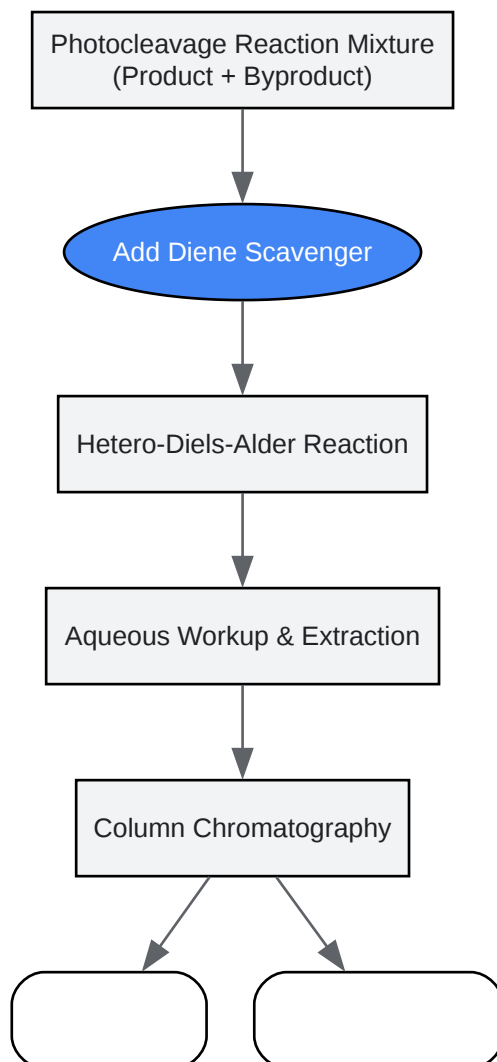 Photocleavage Reaction Mixture
(Product + Byproduct)
Add Diene Scavenger
Hetero-Diels-Alder Reaction
Aqueous Workup & Extraction
Column Chromatography